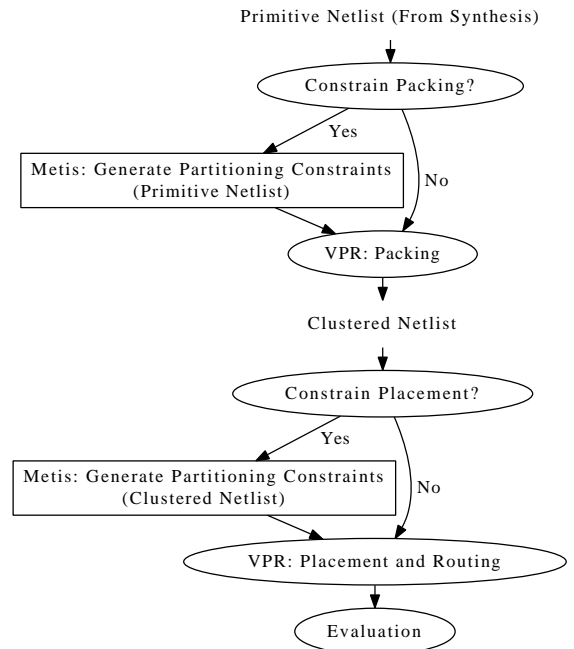 Primitive Netlist (From Synthesis)
Constrain Packing?
Yes
Metis: Generate Partitioning Constraints
(Primitive Netlist)
No
VPR: Packing
Clustered Netlist
Constrain Placement?
Yes
Metis: Generate Partitioning Constraints
(Clustered Netlist)
No
VPR: Placement and Routing
Evaluation